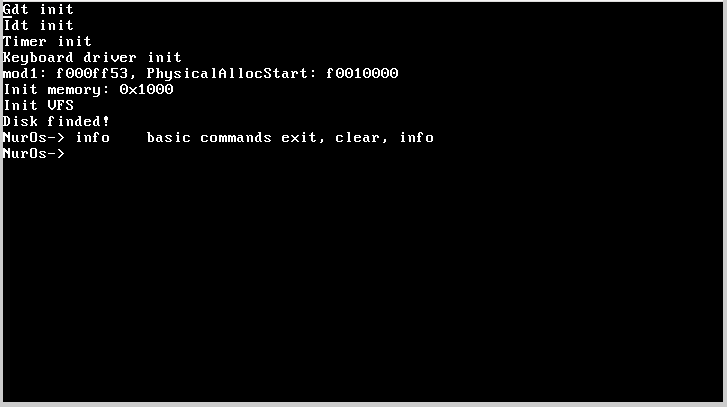 Gdt init
Idt init
Timer init
Keyboard driver init
mod1: f000ff53, PhysicalAllocStart: f0010000
Init memory: 0x1000
Init VFS
Disk finded!
NurOs-> info    basic commands exit, clear, info
NurOs->